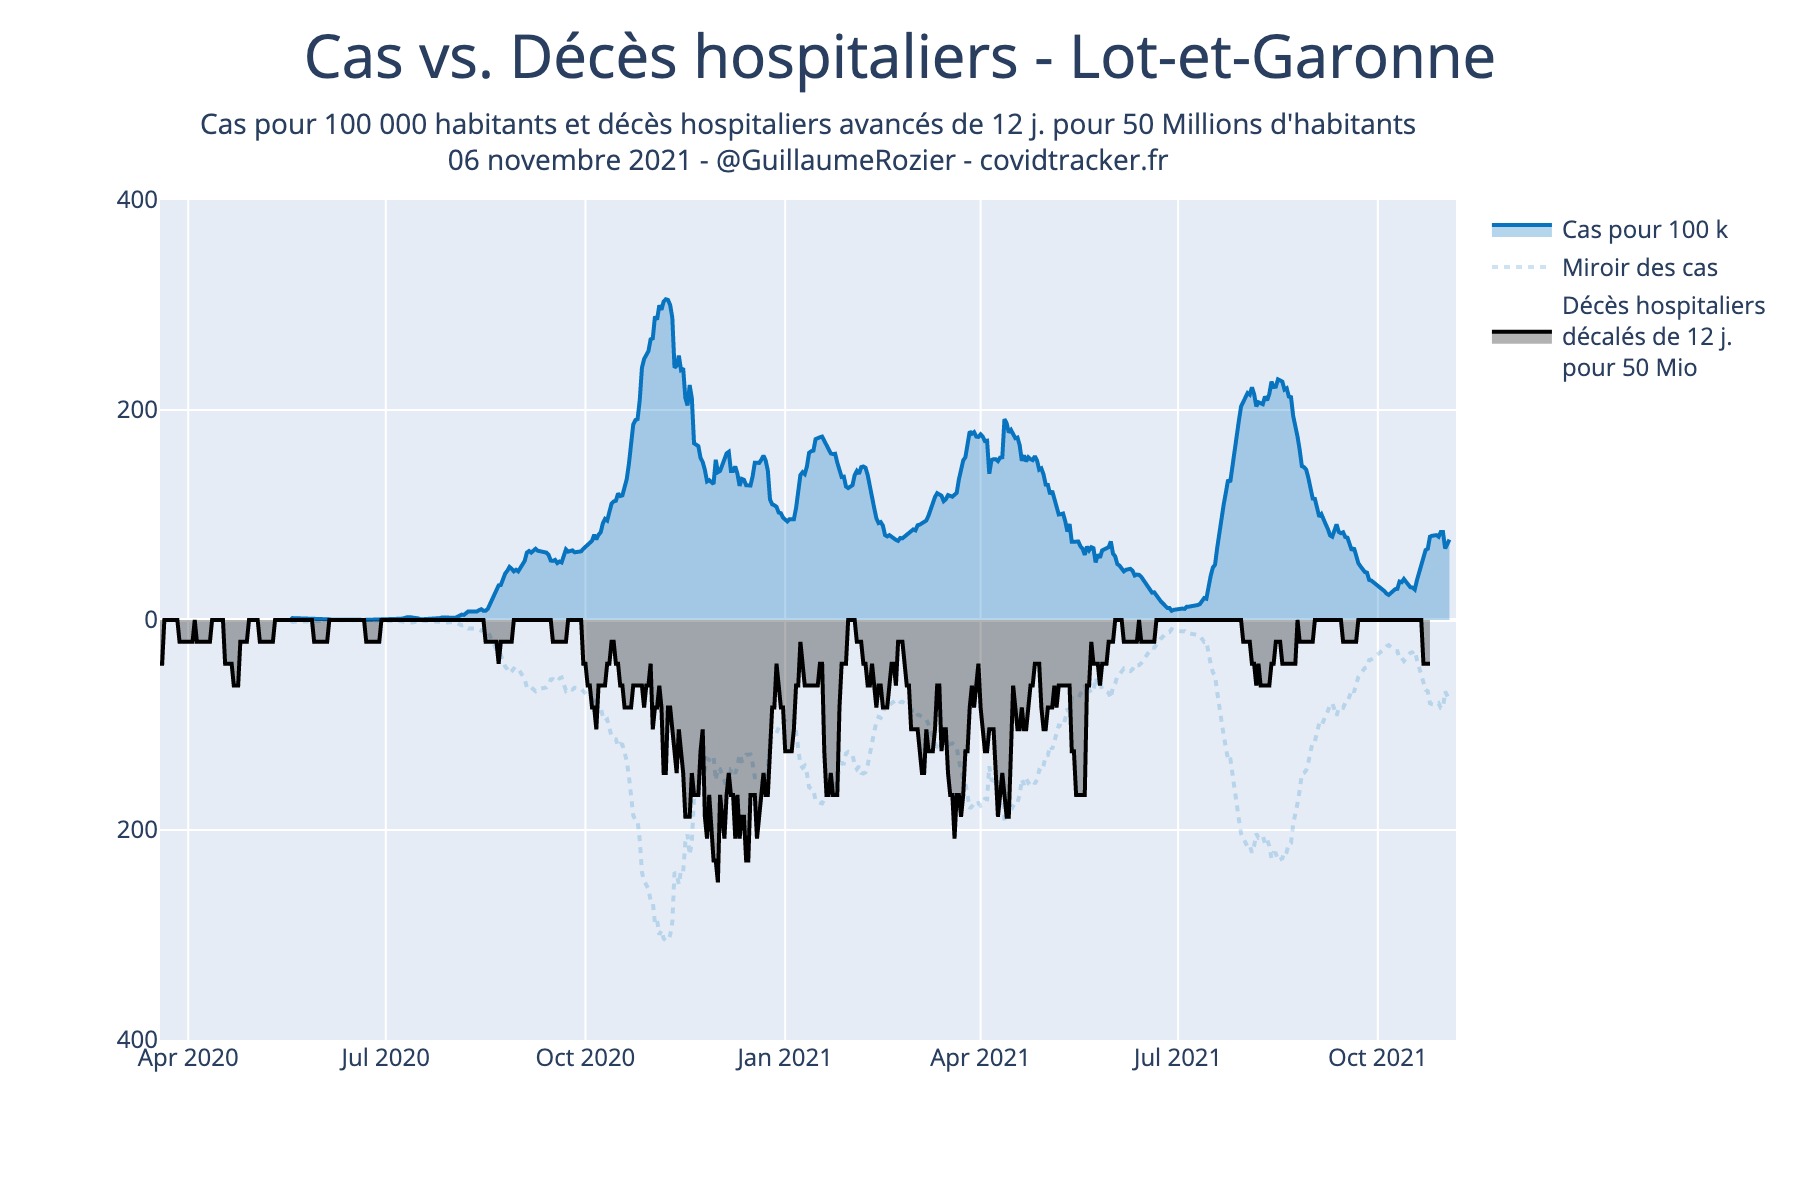 Cas vs. Décès hospitaliers - Lot-et-Garonne
Cas pour 100 000 habitants et décès hospitaliers avancés de 12 j. pour 50 Millions d'habitants
06 novembre 2021 - @GuillaumeRozier - covidtracker.fr
400
200
0
200
400
Apr 2020
Jul 2020
Oct 2020
Jan 2021
Apr 2021
Jul 2021
Oct 2021
Cas pour 100 k
Miroir des cas
Décès hospitaliers
décalés de 12 j.
pour 50 Mio